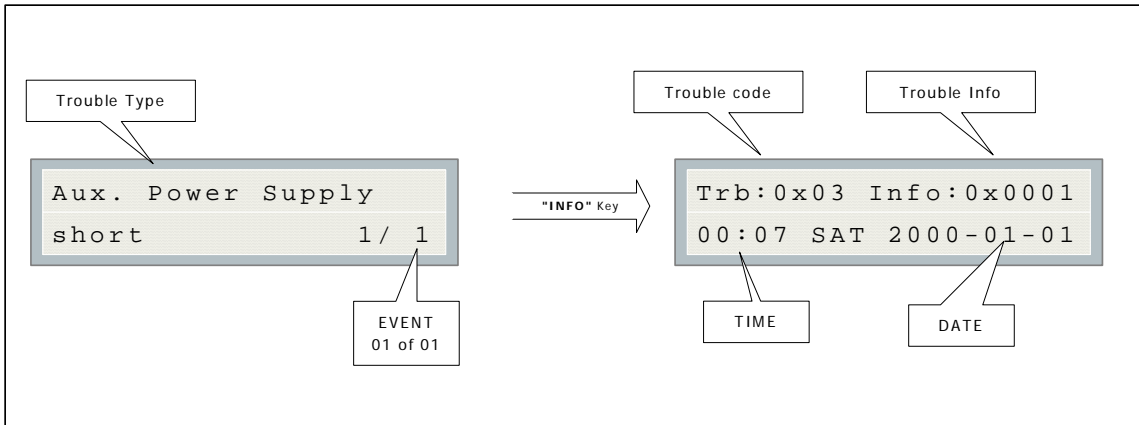 Trouble Type
Aux. Power Supply
short 1/ 1
EVENT
01 of 01
"INFO" Key
Trouble code
Trouble Info
Trb:0x03 Info:0x0001
00:07 SAT 2000-01-01
TIME
DATE